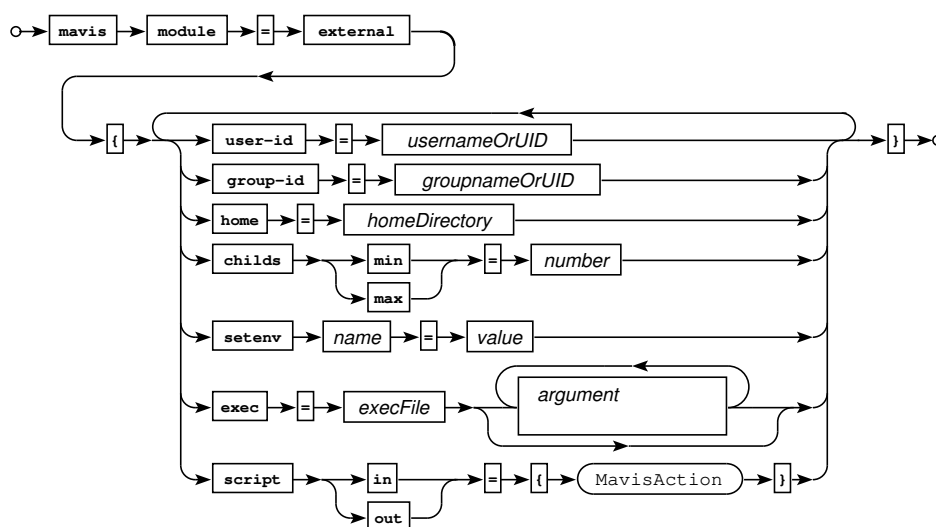 mavis module = external
{ user-id = usernameOrUID }
group-id = groupnameOrUID
home = homeDirectory
childs min = number
max
setenv name = value
exec = execFile argument
script in = { MavisAction }
out